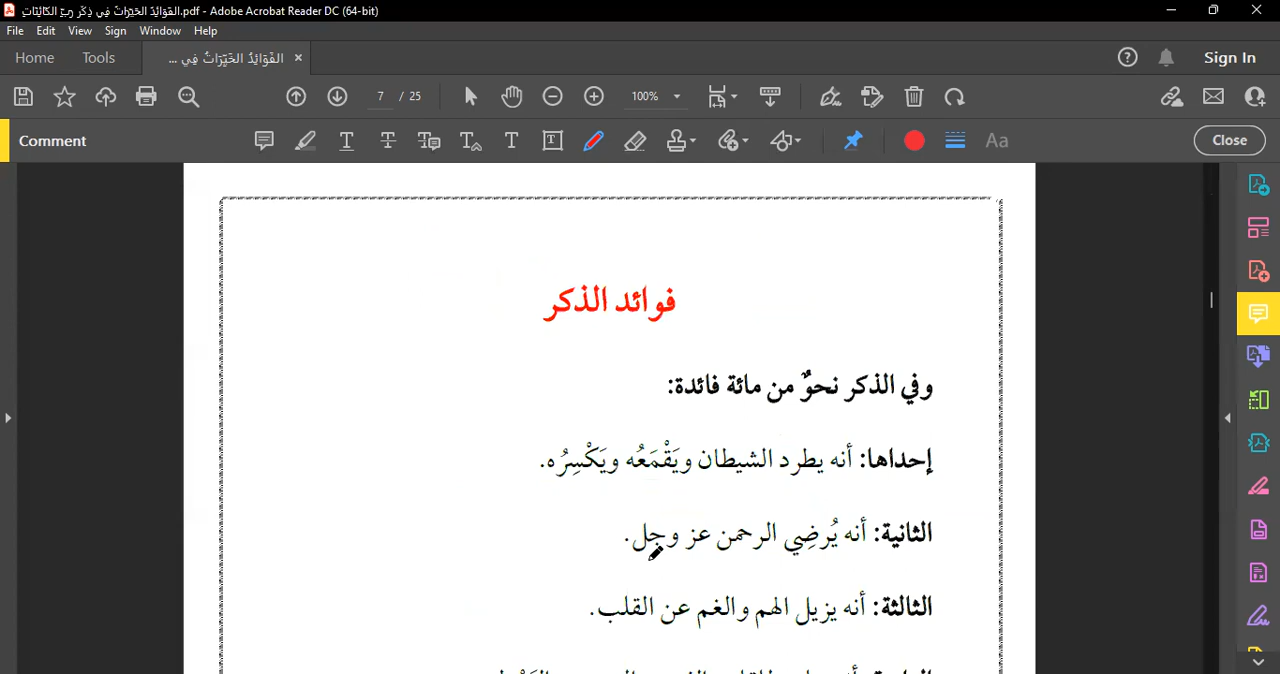 الفَوَائِدُ الخَيِّرَاتُ فِي ذِكْرِ رَبِّ الكَائِنَاتِ.pdf - Adobe Acrobat Reader DC (64-bit)
File Edit View Sign Window Help
Home Tools الفَوَائِدُ الخَيِّرَاتُ فِي ... × Sign In
7 / 25 100%
Comment Aa Close
فوائد الذكر
وفي الذكر نحوٌ من مائة فائدة:
إحداها: أنه يطرد الشيطان ويَقْمَعُه ويَكْسِرُه.
الثانية: أنه يُرضِي الرحمن عز وجل.
الثالثة: أنه يزيل الهم والغم عن القلب.